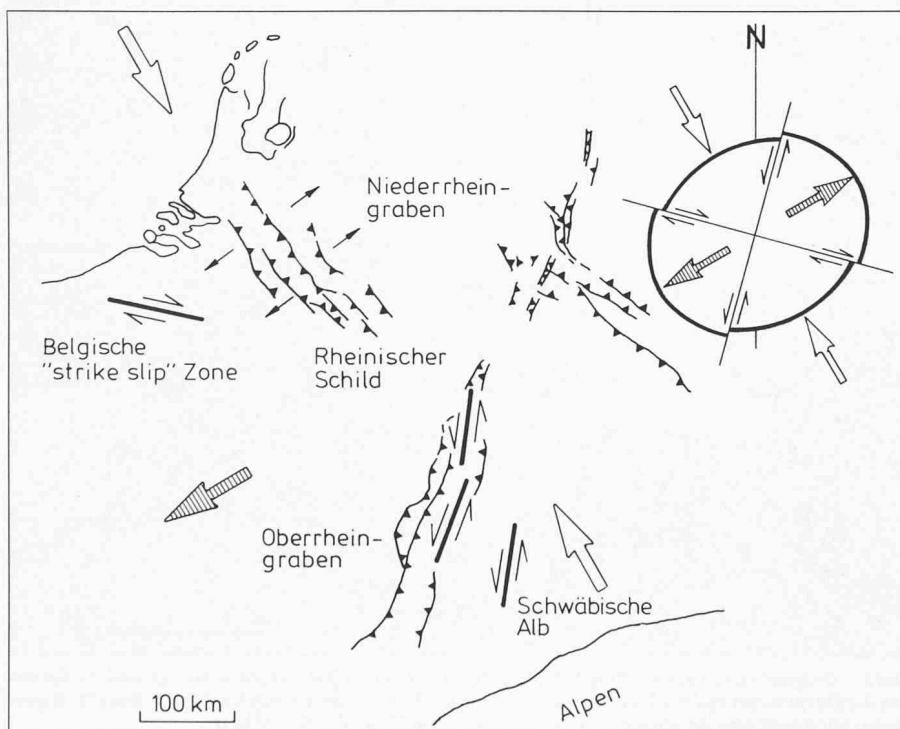 N
Niederrhein-
graben
Belgische
"strike slip" Zone
Rheinischer
Schild
Oberrhein-
graben
Schwäbische
Alb
Alpen
100 km